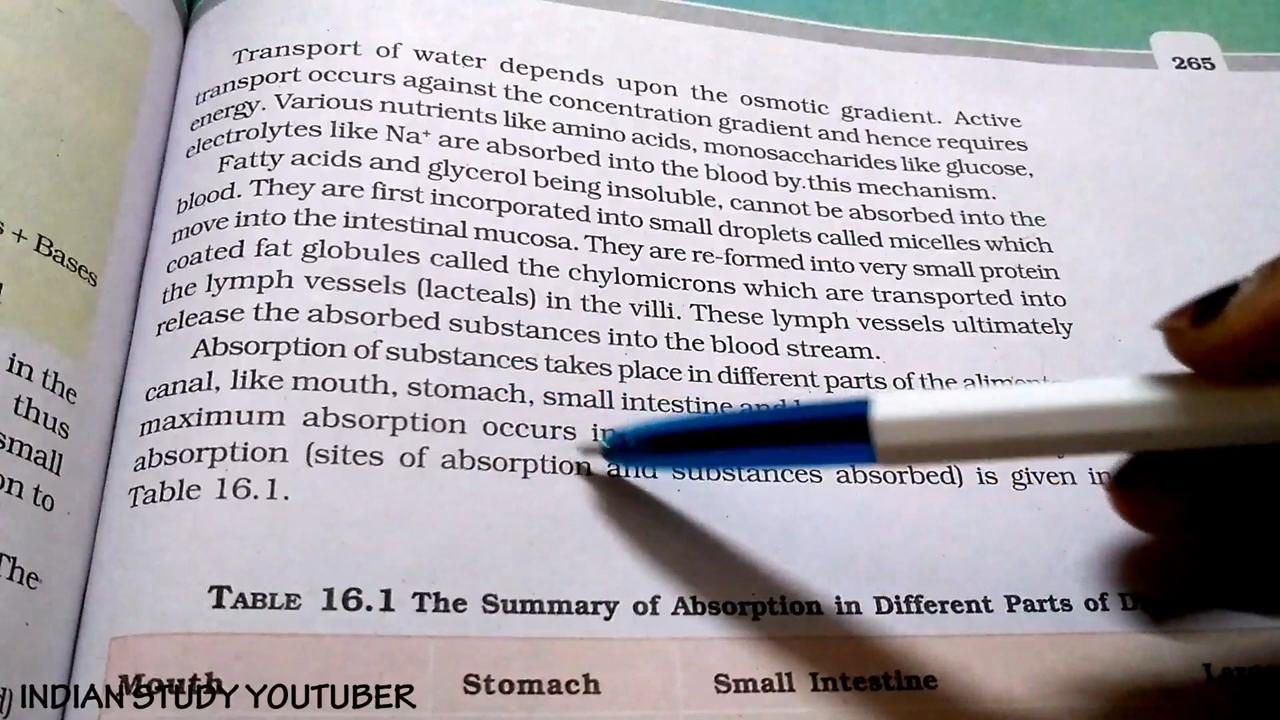 265
s + Bases
in the
thus
small
on to
The
Transport of water depends upon the osmotic gradient. Active
transport occurs against the concentration gradient and hence requires
energy. Various nutrients like amino acids, monosaccharides like glucose,
electrolytes like Na⁺ are absorbed into the blood by this mechanism.
Fatty acids and glycerol being insoluble, cannot be absorbed into the
blood. They are first incorporated into small droplets called micelles which
move into the intestinal mucosa. They are re-formed into very small protein
coated fat globules called the chylomicrons which are transported into
the lymph vessels (lacteals) in the villi. These lymph vessels ultimately
release the absorbed substances into the blood stream.
Absorption of substances takes place in different parts of the
canal, like mouth, stomach, small intestine and
maximum absorption occurs in
absorption (sites of absorption and substances absorbed) is given in
Table 16.1.
TABLE 16.1 The Summary of Absorption in Different Parts of
Mouth Stomach Small Intestine
INDIAN STUDY YOUTUBER